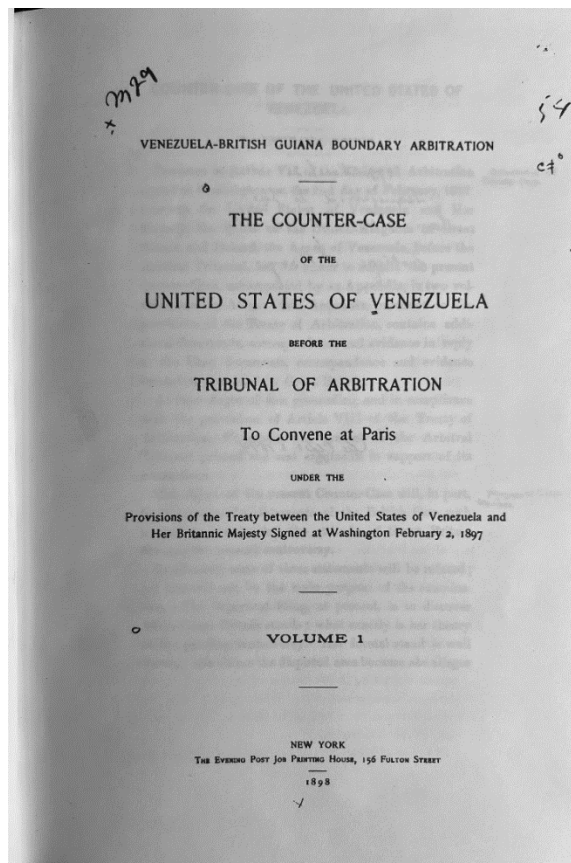 m79
54
VENEZUELA-BRITISH GUIANA BOUNDARY ARBITRATION
THE COUNTER-CASE
OF THE
UNITED STATES OF VENEZUELA
BEFORE THE
TRIBUNAL OF ARBITRATION
To Convene at Paris
UNDER THE
Provisions of the Treaty between the United States of Venezuela and
Her Britannic Majesty Signed at Washington February 2, 1897
VOLUME 1
NEW YORK
THE EVENING POST JOB PRINTING HOUSE, 156 FULTON STREET
1898